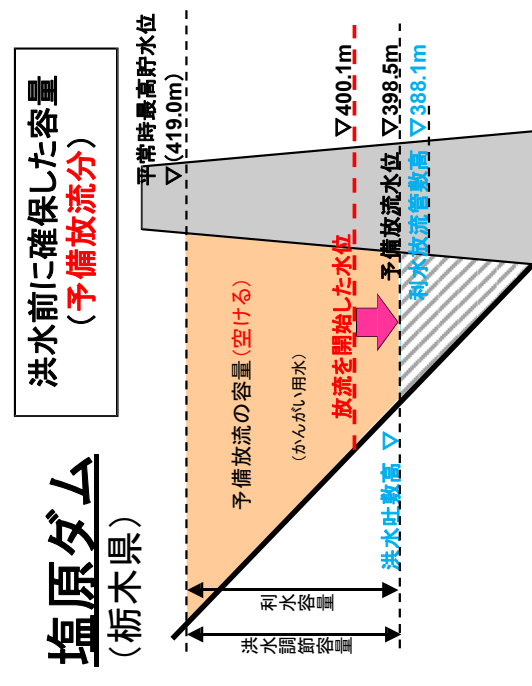 塩原ダム
(栃木県)
洪水前に確保した容量
(予備放流分)
平常時最高貯水位
▽(419.0m)
予備放流の容量(空ける)
(かんがい用水)
放流を開始した水位
▽400.1m
予備放流水位
▽398.5m
利水放流管敷高
▽388.1m
洪水吐敷高 ▽
利水
容量
洪水
調節
容量